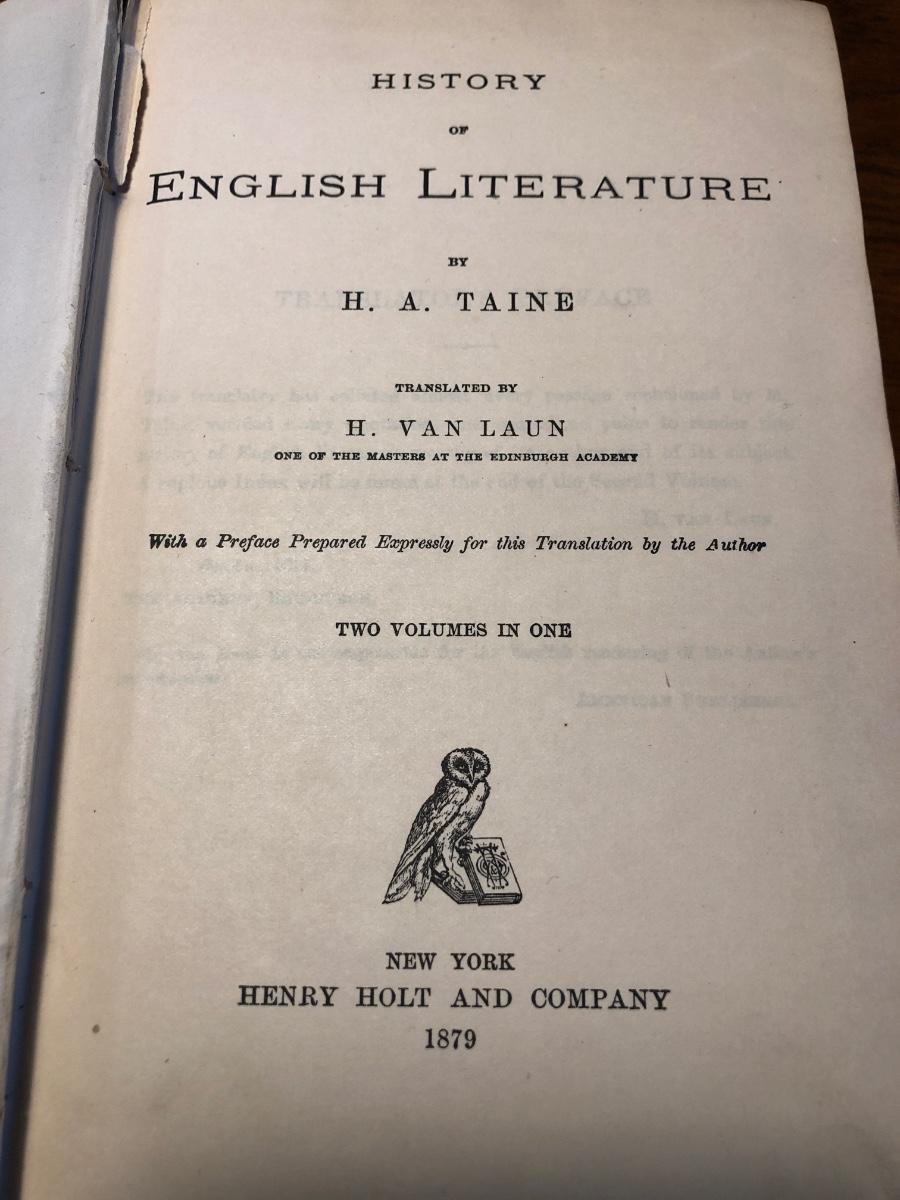 HISTORY
OF
ENGLISH LITERATURE
BY
H. A. TAINE
TRANSLATED BY
H. VAN LAUN
ONE OF THE MASTERS AT THE EDINBURGH ACADEMY
With a Preface Prepared Expressly for this Translation by the Author
TWO VOLUMES IN ONE
NEW YORK
HENRY HOLT AND COMPANY
1879